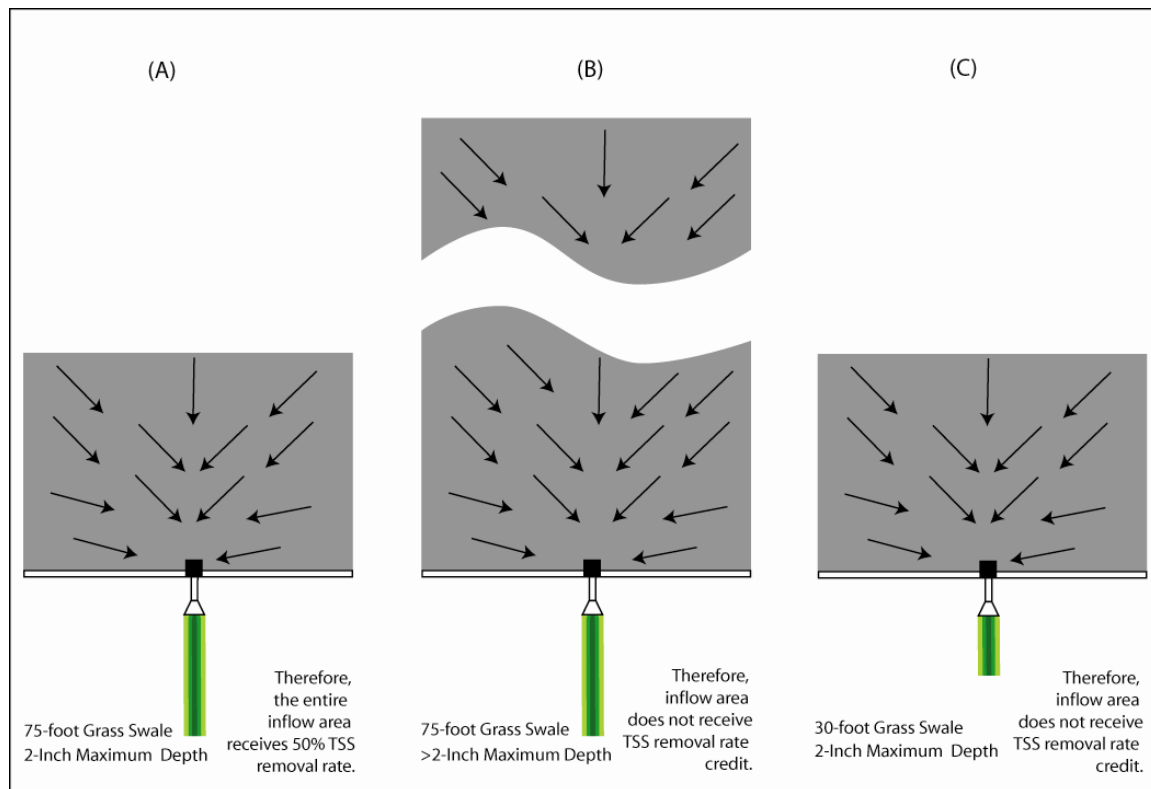 (A)
75-foot Grass Swale
2-Inch Maximum Depth
Therefore,
the entire
inflow area
receives 50% TSS
removal rate.
(B)
75-foot Grass Swale
>2-Inch Maximum Depth
Therefore,
inflow area
does not receive
TSS removal rate
credit.
(C)
30-foot Grass Swale
2-Inch Maximum Depth
Therefore,
inflow area
does not receive
TSS removal rate
credit.